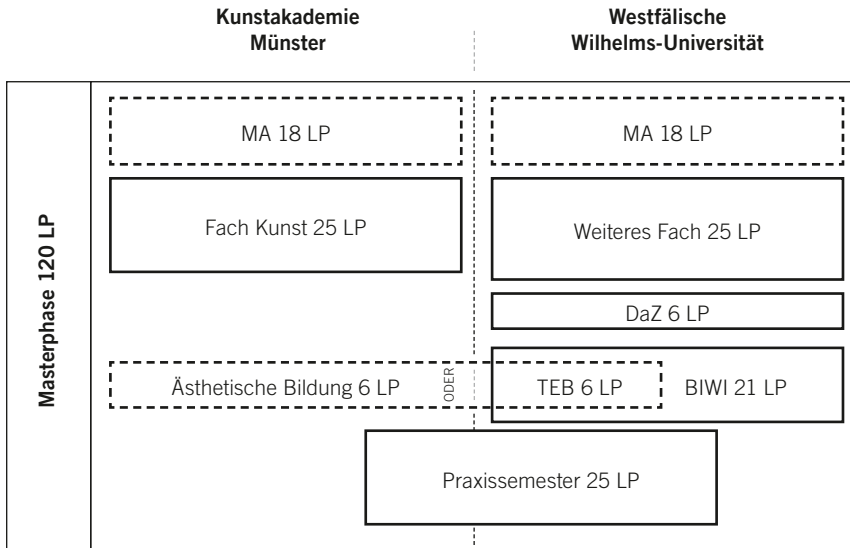 Kunstakademie
Münster
Westfälische
Wilhelms-Universität
Masterphase 120 LP
MA 18 LP
MA 18 LP
Fach Kunst 25 LP
Weiteres Fach 25 LP
DaZ 6 LP
Ästhetische Bildung 6 LP
ODER
TEB 6 LP
BIWI 21 LP
Praxissemester 25 LP